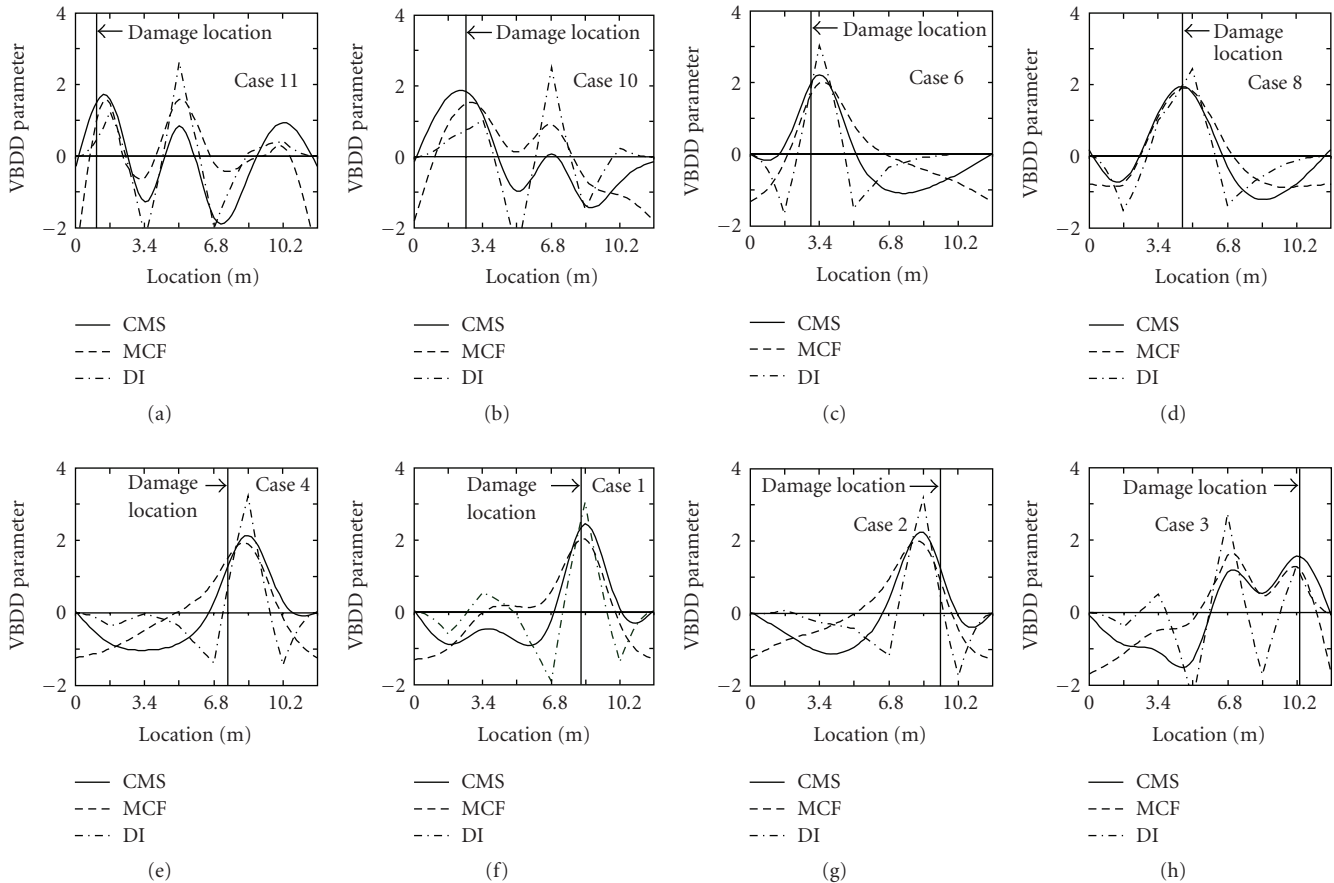 VBDD parameter
4
2
0
−2
Damage location
Case 11
0 3.4 6.8 10.2
Location (m)
CMS
MCF
DI
(a)
VBDD parameter
4
2
0
−2
Damage location
Case 10
0 3.4 6.8 10.2
Location (m)
CMS
MCF
DI
(b)
VBDD parameter
4
2
0
−2
Damage location
Case 6
0 3.4 6.8 10.2
Location (m)
CMS
MCF
DI
(c)
VBDD parameter
4
2
0
−2
Damage
location
Case 8
0 3.4 6.8 10.2
Location (m)
CMS
MCF
DI
(d)
VBDD parameter
4
2
0
−2
Damage
location
Case 4
0 3.4 6.8 10.2
Location (m)
CMS
MCF
DI
(e)
VBDD parameter
4
2
0
−2
Damage
location
Case 1
0 3.4 6.8 10.2
Location (m)
CMS
MCF
DI
(f)
VBDD parameter
4
2
0
−2
Damage location
Case 2
0 3.4 6.8 10.2
Location (m)
CMS
MCF
DI
(g)
VBDD parameter
4
2
0
−2
Damage location
Case 3
0 3.4 6.8 10.2
Location (m)
CMS
MCF
DI
(h)